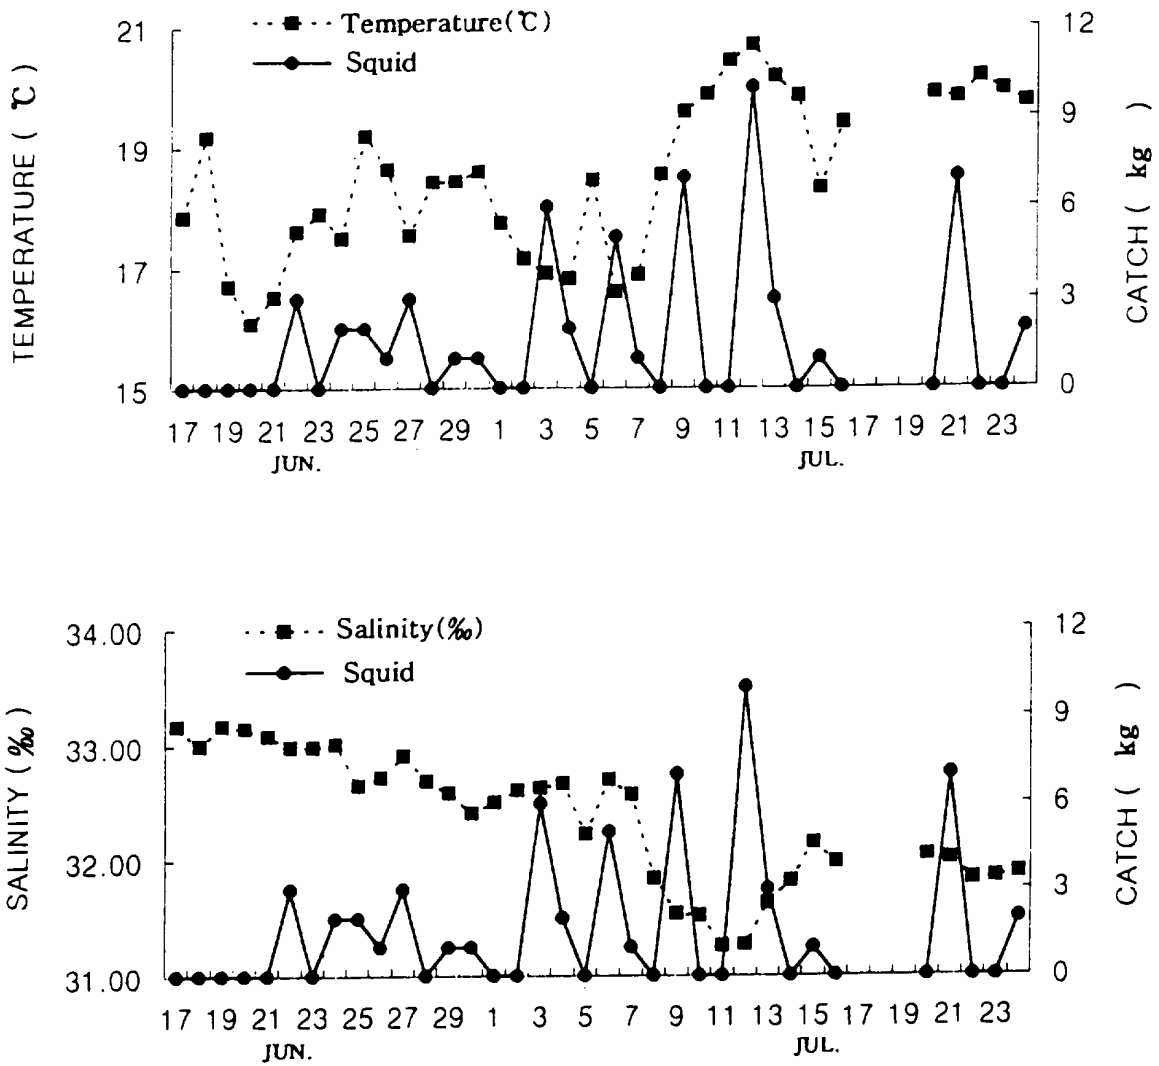 Temperature(℃)
Squid
TEMPERATURE ( ℃ )
21
19
17
15
12
9
6
3
0
CATCH ( kg )
17 19 21 23 25 27 29 1 3 5 7 9 11 13 15 17 19 21 23
JUN. JUL.
Salinity(‰)
Squid
SALINITY (‰)
34.00
33.00
32.00
31.00
12
9
6
3
0
CATCH ( kg )
17 19 21 23 25 27 29 1 3 5 7 9 11 13 15 17 19 21 23
JUN. JUL.